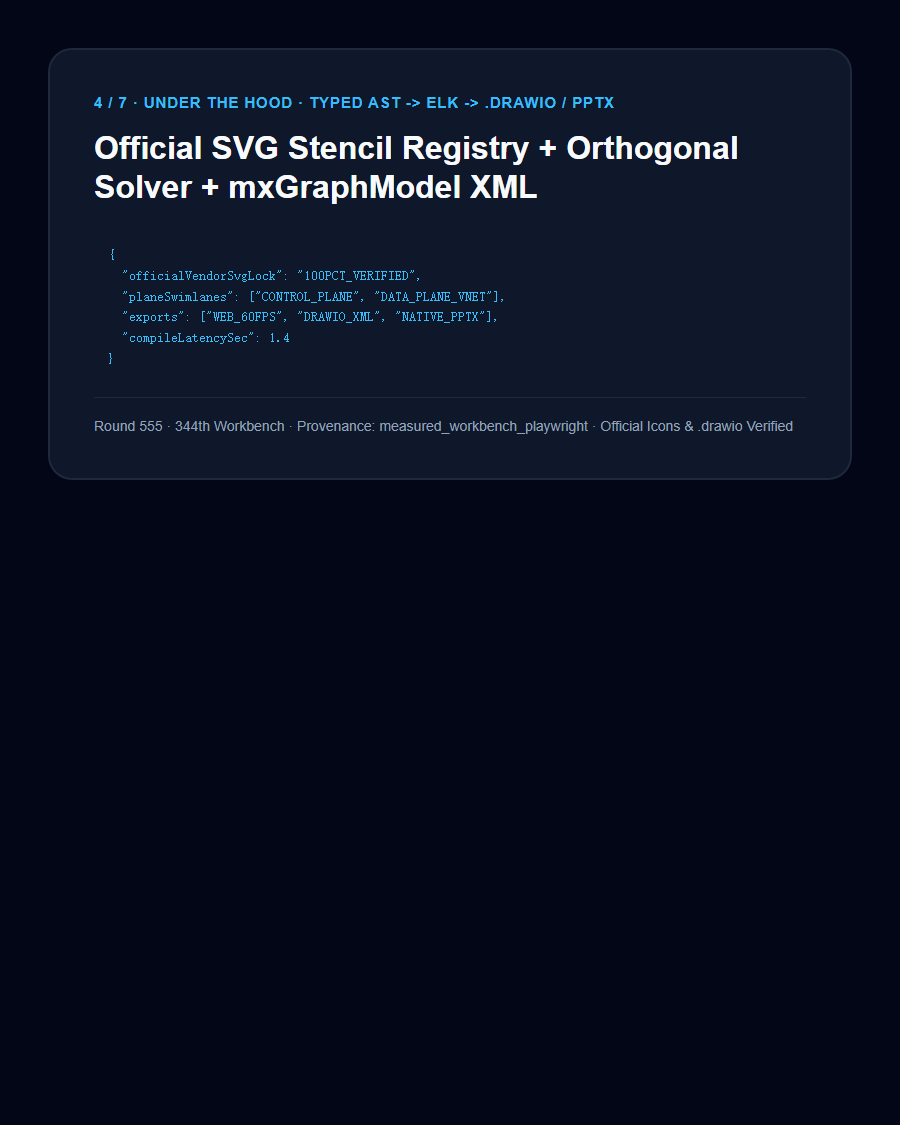 4 / 7 · UNDER THE HOOD · TYPED AST -> ELK -> .DRAWIO / PPTX
Official SVG Stencil Registry + Orthogonal
Solver + mxGraphModel XML
{
  "officialVendorSvgLock": "100PCT_VERIFIED",
  "planeSwimlanes": ["CONTROL_PLANE", "DATA_PLANE_VNET"],
  "exports": ["WEB_60FPS", "DRAWIO_XML", "NATIVE_PPTX"],
  "compileLatencySec": 1.4
}
Round 555 · 344th Workbench · Provenance: measured_workbench_playwright · Official Icons & .drawio Verified